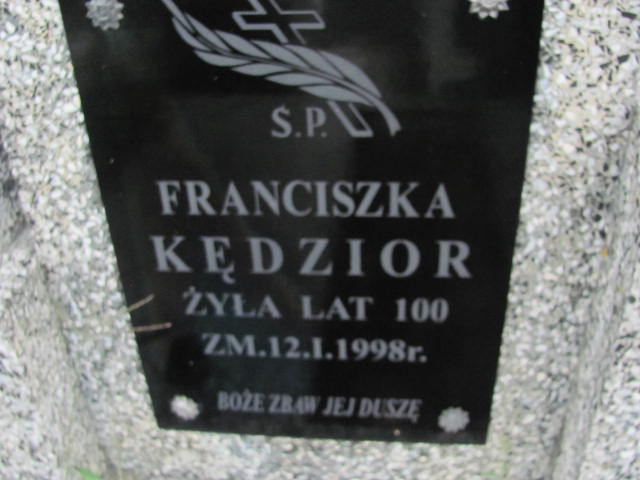 Ś.P.
FRANCISZKA
KĘDZIOR
ŻYŁA LAT 100
ZM.12.I.1998r.
BOŻE ZBAW JEJ DUSZĘ